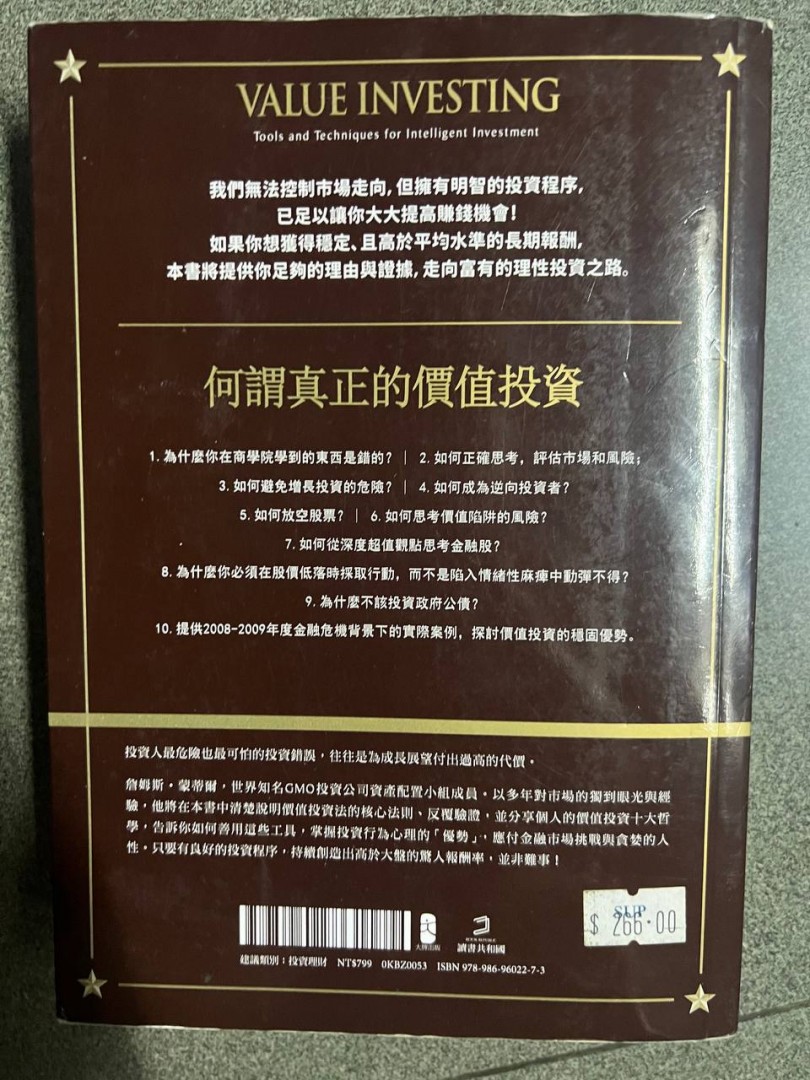 VALUE INVESTING
Tools and Techniques for Intelligent Investment
我們無法控制市場走向，但擁有明智的投資程序，
已足以讓你大大提高賺錢機會！
如果你想獲得穩定、且高於平均水準的長期報酬，
本書將提供你足夠的理由與證據，走向富有的理性投資之路。
何謂真正的價值投資
1. 為什麼你在商學院學到的東西是錯的？｜ 2. 如何正確思考，評估市場和風險；
3. 如何避免增長投資的危險？｜ 4. 如何成為逆向投資者？
5. 如何放空股票？｜ 6. 如何思考價值陷阱的風險？
7. 如何從深度超值觀點思考金融股？
8. 為什麼你必須在股價低落時採取行動，而不是陷入情緒性麻痺中動彈不得？
9. 為什麼不該投資政府公債？
10. 提供2008-2009年度金融危機背景下的實際案例，探討價值投資的穩固優勢。
投資人最危險也最可怕的投資錯誤，往往是為成長展望付出過高的代價。
詹姆斯・蒙蒂爾，世界知名GMO投資公司資產配置小組成員。以多年對市場的獨到眼光與經
驗，他將在本書中清楚說明價值投資法的核心法則、反覆驗證，並分享個人的價值投資十大哲
學，告訴你如何善用這些工具，掌握投資行為心理的「優勢」，應付金融市場挑戰與貪婪的人
性。只要有良好的投資程序，持續創造出高於大盤的驚人報酬率，並非難事！
SUP
$ 266.00
大牌出版
讀書共和國
建議類別：投資理財 NT$799 0KBZ0053 ISBN 978-986-96022-7-3